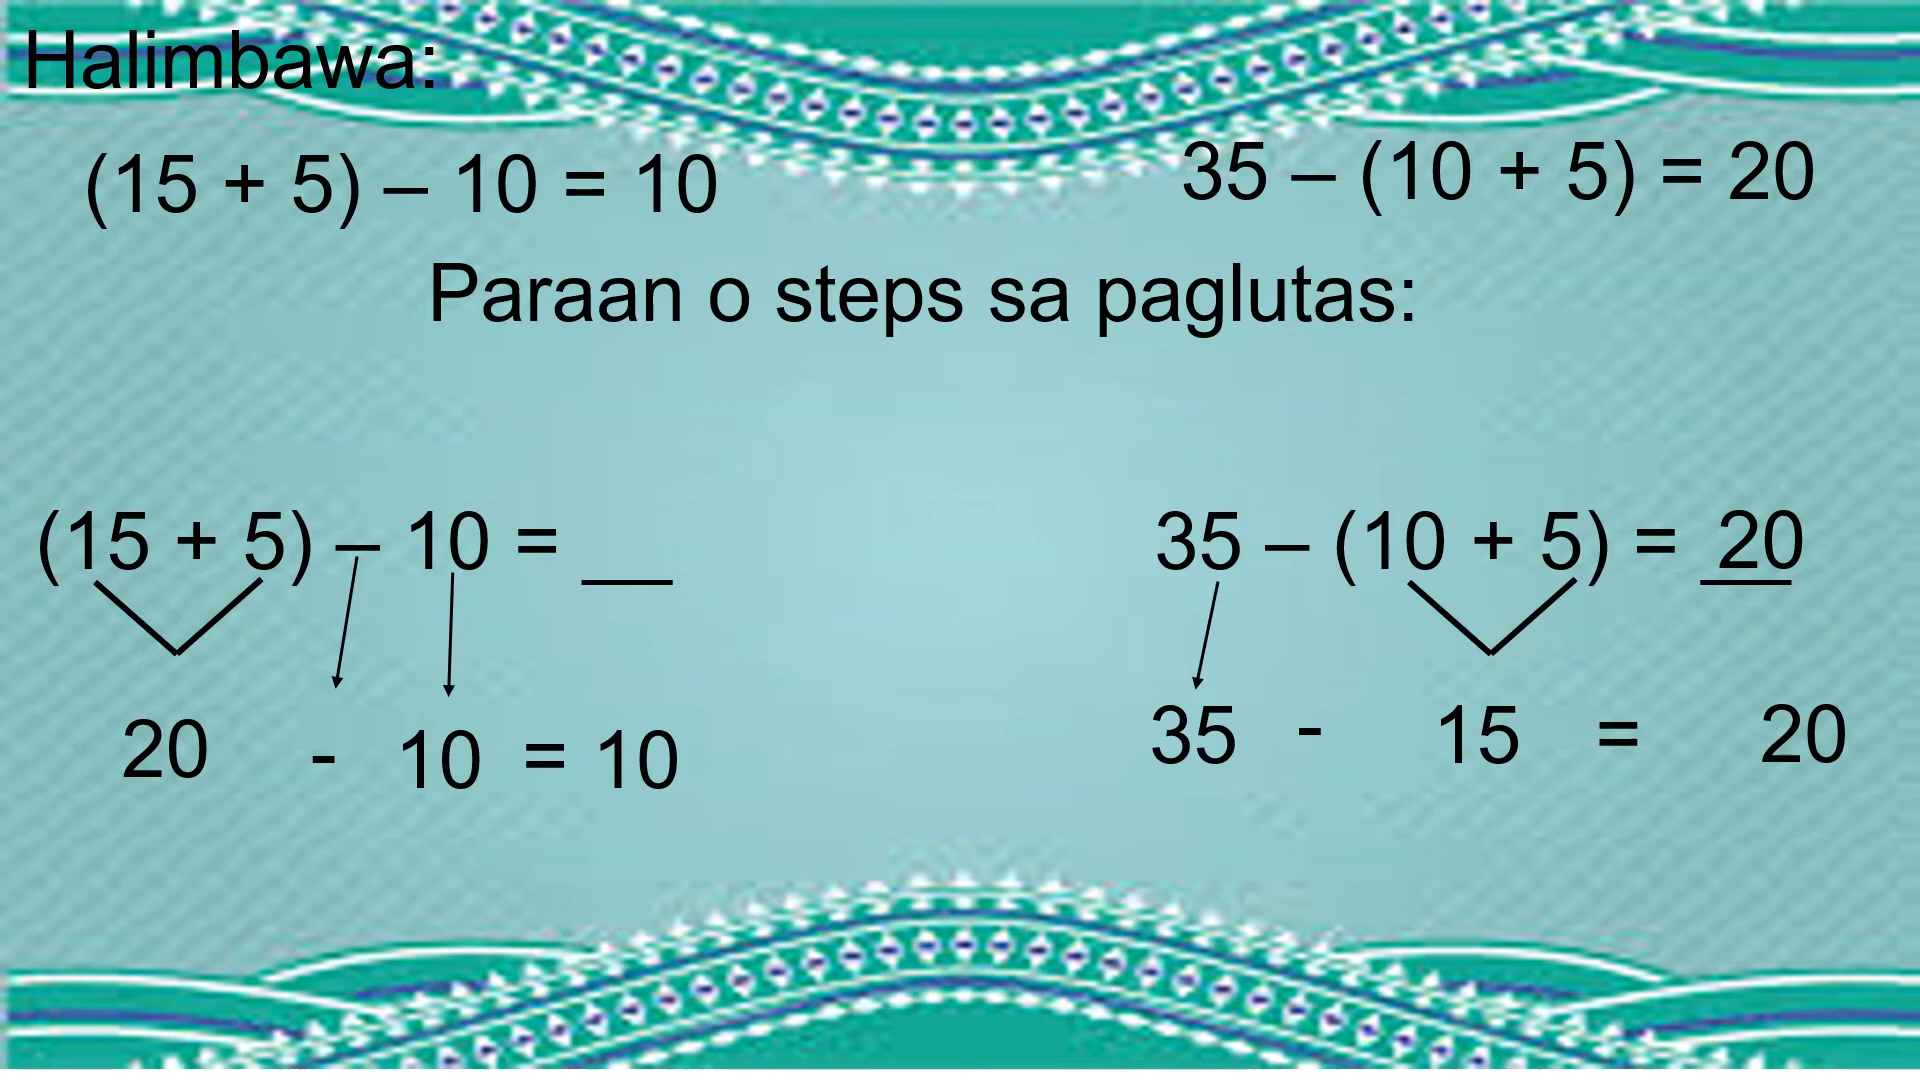 Halimbawa:
(15 + 5) – 10 = 10
35 – (10 + 5) = 20
Paraan o steps sa paglutas:
(15 + 5) – 10 = __
35 – (10 + 5) = 20
20 - 10 = 10
35 - 15 = 20